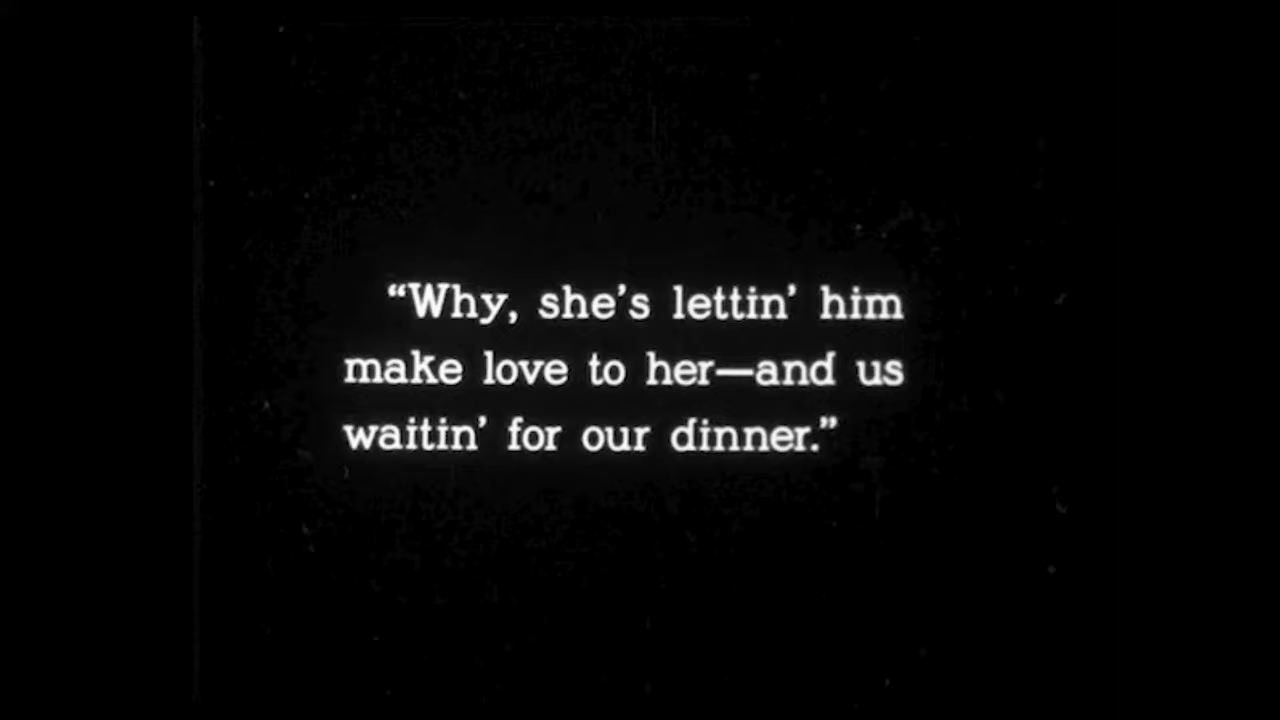 “Why, she’s lettin’ him
make love to her—and us
waitin’ for our dinner.”